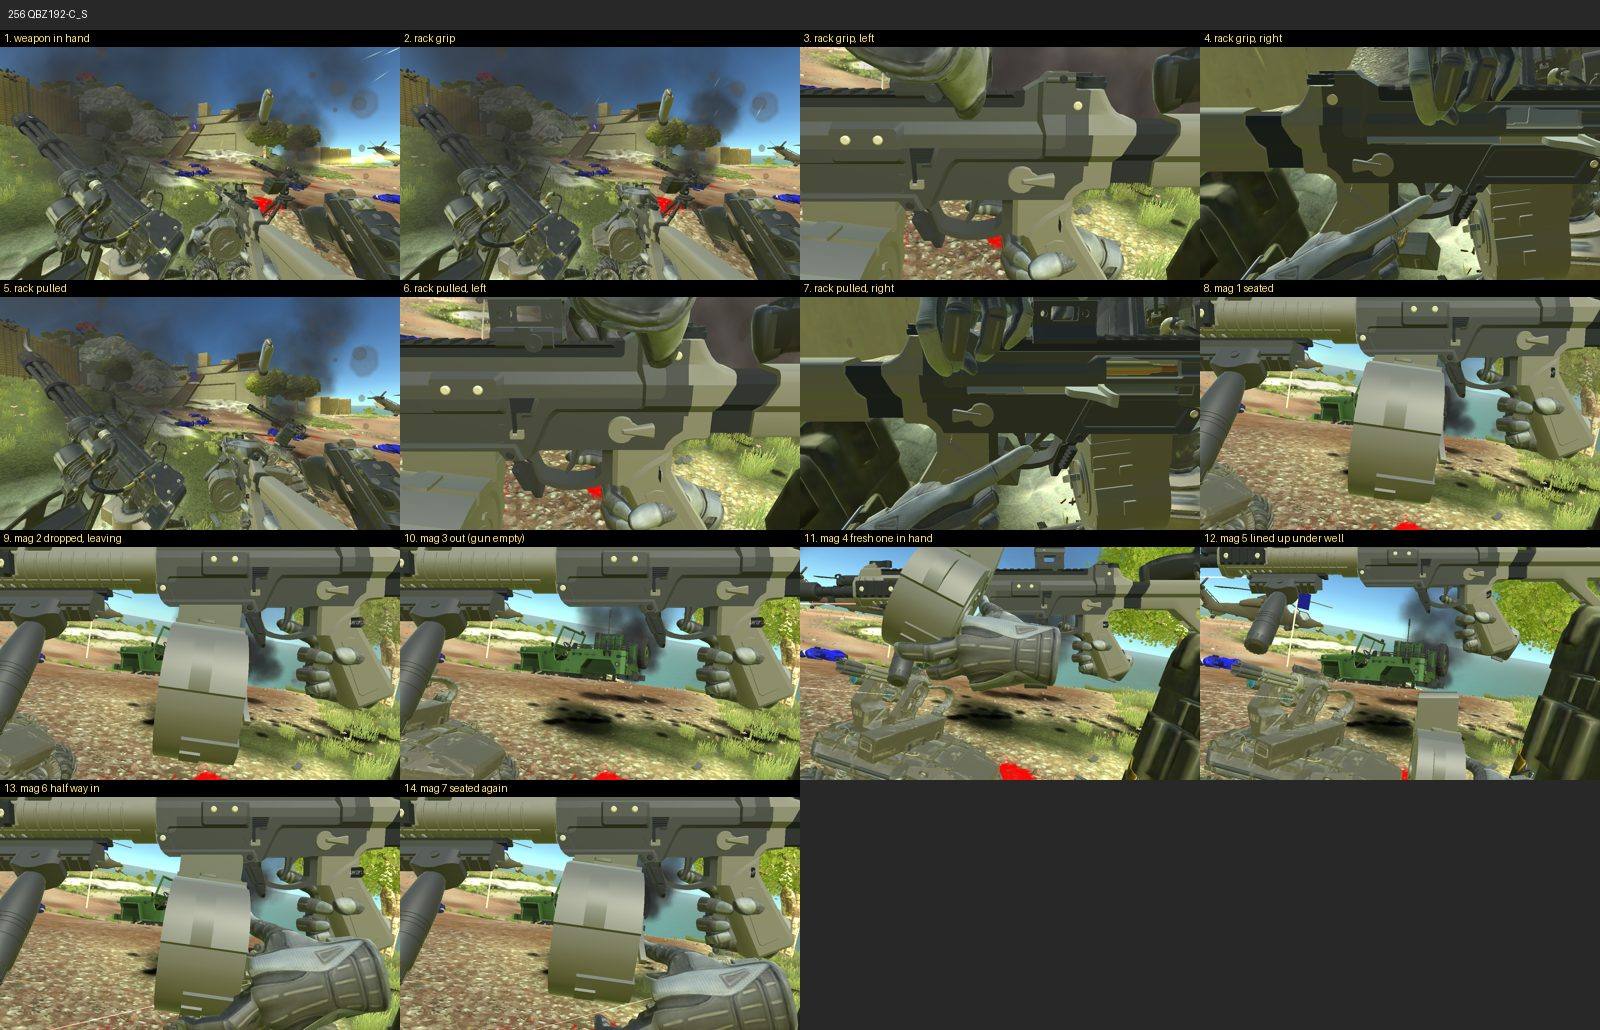 256 QBZ192-C_S
1. weapon in hand
2. rack grip
3. rack grip, left
4. rack grip, right
5. rack pulled
6. rack pulled, left
7. rack pulled, right
8. mag 1 seated
9. mag 2 dropped, leaving
10. mag 3 out (gun empty)
11. mag 4 fresh one in hand
12. mag 5 lined up under well
13. mag 6 half way in
14. mag 7 seated again